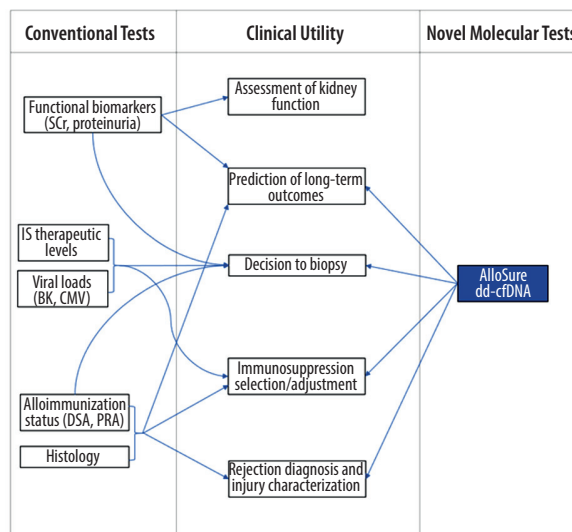 Conventional Tests
Clinical Utility
Novel Molecular Tests
Functional biomarkers
(SCr, proteinuria)
IS therapeutic
levels
Viral loads
(BK, CMV)
Alloimmunization
status (DSA, PRA)
Histology
Assessment of kidney
function
Prediction of long-term
outcomes
Decision to biopsy
Immunosuppression
selection/adjustment
Rejection diagnosis and
injury characterization
AlloSure
dd-cfDNA